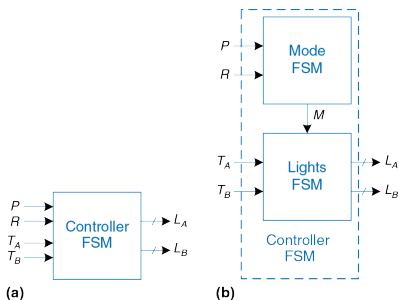 (a)
P
R
T_A
T_B
Controller
FSM
L_A
L_B
(b)
P
R
Mode
FSM
M
T_A
T_B
Lights
FSM
L_A
L_B
Controller
FSM